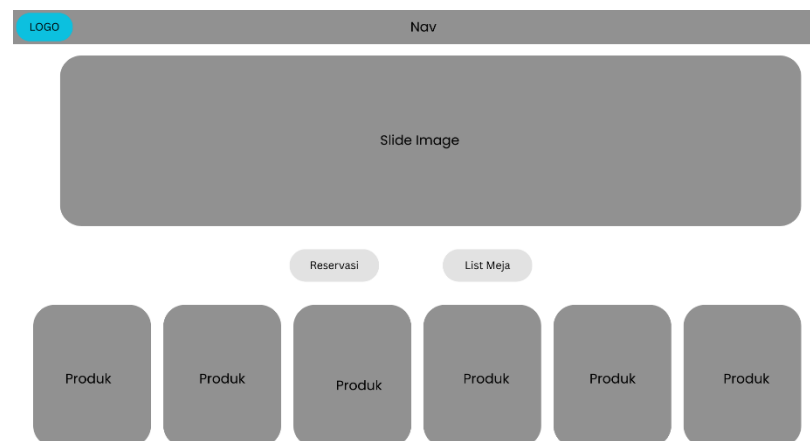 LOGO
Nav
Slide Image
Reservasi
List Meja
Produk
Produk
Produk
Produk
Produk
Produk